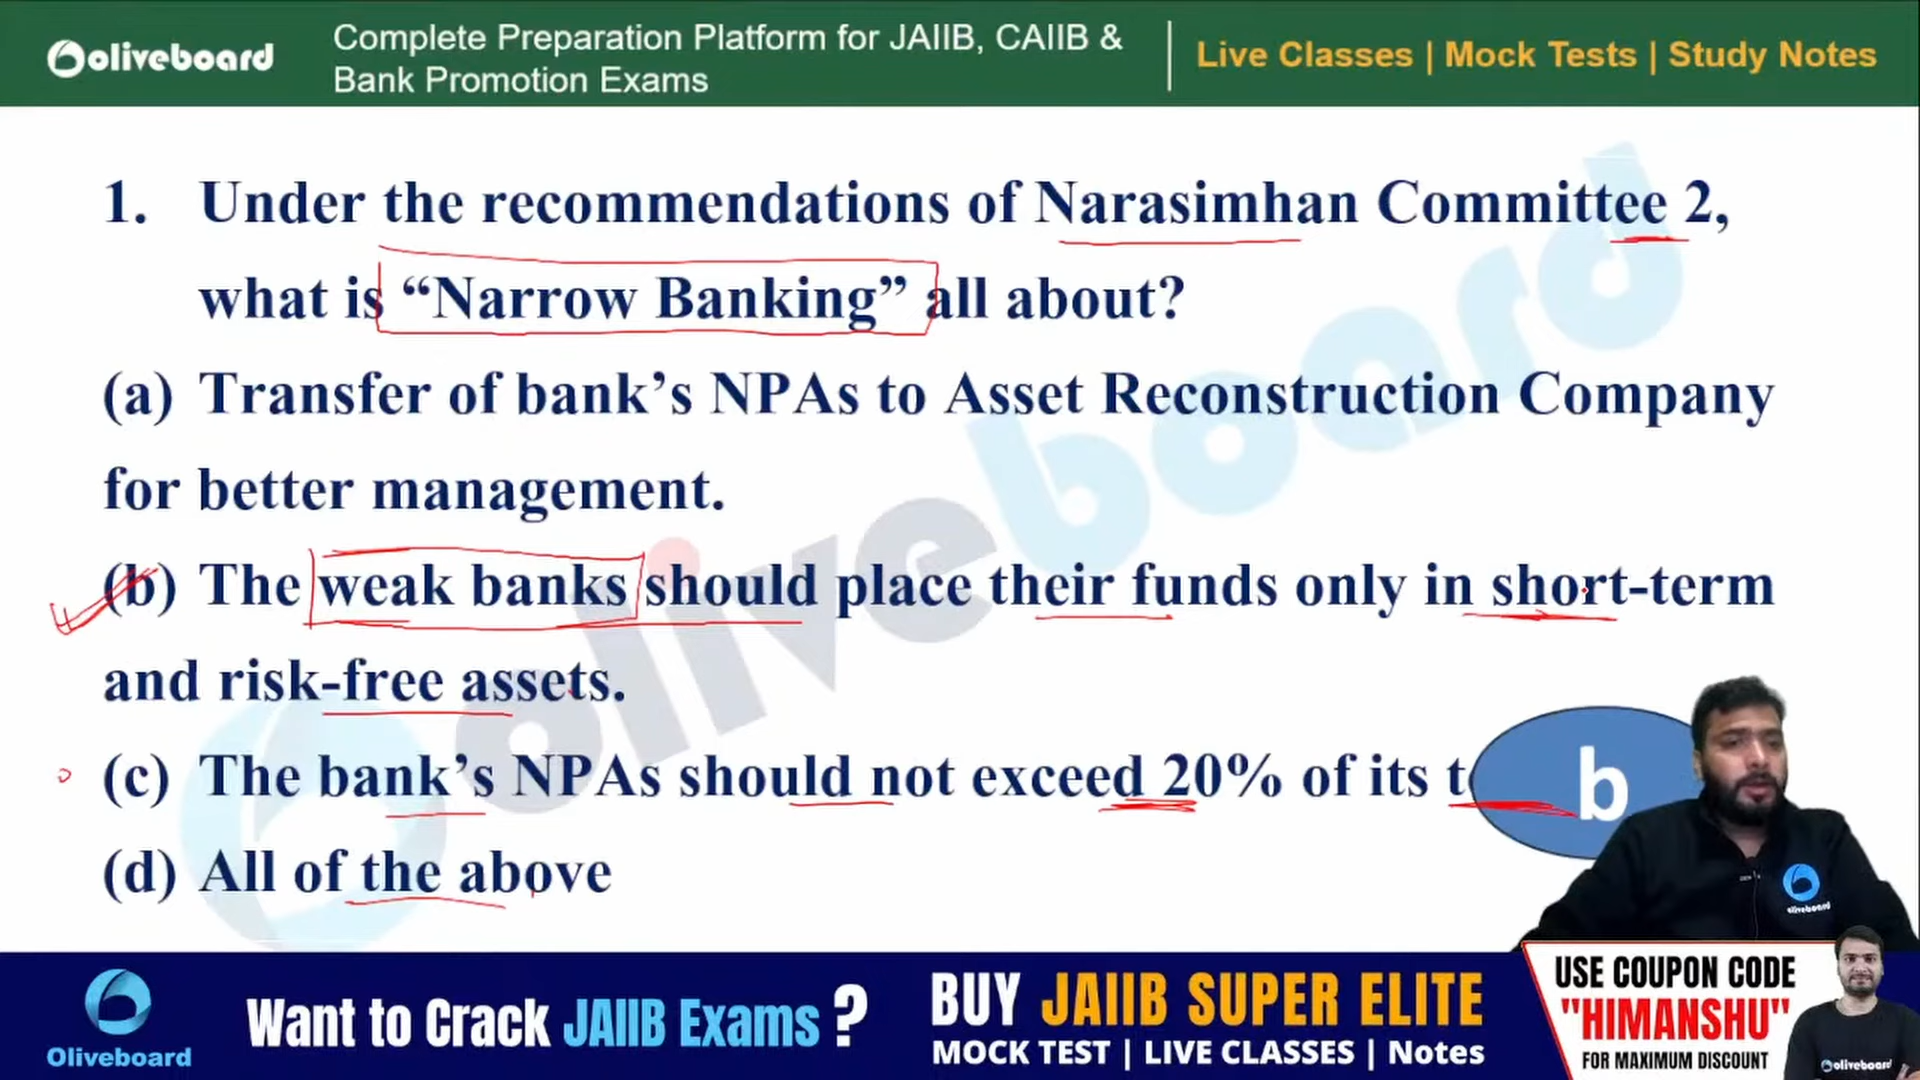 oliveboard
Complete Preparation Platform for JAIIB, CAIIB &
Bank Promotion Exams
Live Classes | Mock Tests | Study Notes
1. Under the recommendations of Narasimhan Committee 2,
what is “Narrow Banking” all about?
(a) Transfer of bank’s NPAs to Asset Reconstruction Company
for better management.
(b) The weak banks should place their funds only in short-term
and risk-free assets.
(c) The bank’s NPAs should not exceed 20% of its
b
(d) All of the above
oliveboard
oliveboard
Oliveboard
Want to Crack JAIIB Exams ?
BUY JAIIB SUPER ELITE
MOCK TEST | LIVE CLASSES | Notes
USE COUPON CODE
"HIMANSHU"
FOR MAXIMUM DISCOUNT
oliveboard